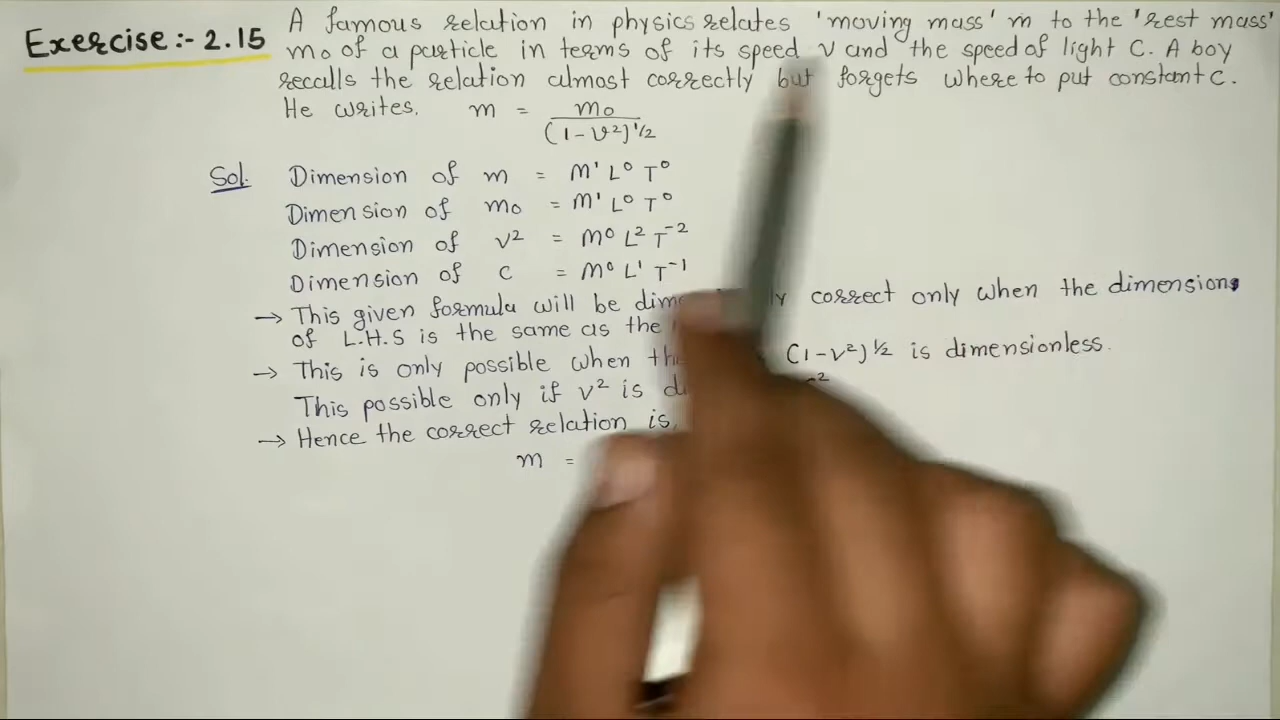 Exercise:- 2.15
A famous relation in physics relates 'moving mass' m to the 'rest mass'
m₀ of a particle in terms of its speed v and the speed of light C. A boy
recalls the relation almost correctly but forgets where to put constant C.
He writes. m = m₀ / (1-v²)^1/2
Sol. Dimension of m = M¹ L⁰ T⁰
Dimension of m₀ = M¹ L⁰ T⁰
Dimension of v² = M⁰ L² T⁻²
Dimension of C = M⁰ L¹ T⁻¹
→ This given formula will be correct only when the dimensions
of L.H.S is the same as the
→ This is only possible when (1-v²)^1/2 is dimensionless.
This possible only if v² is
→ Hence the correct relation is,
m =